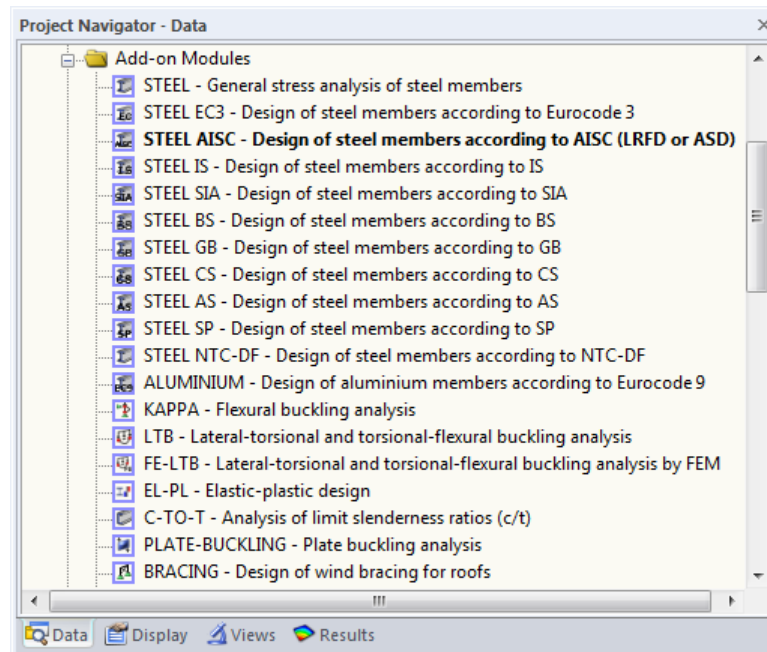 Project Navigator - Data
Add-on Modules
STEEL - General stress analysis of steel members
STEEL EC3 - Design of steel members according to Eurocode 3
STEEL AISC - Design of steel members according to AISC (LRFD or ASD)
STEEL IS - Design of steel members according to IS
STEEL SIA - Design of steel members according to SIA
STEEL BS - Design of steel members according to BS
STEEL GB - Design of steel members according to GB
STEEL CS - Design of steel members according to CS
STEEL AS - Design of steel members according to AS
STEEL SP - Design of steel members according to SP
STEEL NTC-DF - Design of steel members according to NTC-DF
ALUMINIUM - Design of aluminium members according to Eurocode 9
KAPPA - Flexural buckling analysis
LTB - Lateral-torsional and torsional-flexural buckling analysis
FE-LTB - Lateral-torsional and torsional-flexural buckling analysis by FEM
EL-PL - Elastic-plastic design
C-TO-T - Analysis of limit slenderness ratios (c/t)
PLATE-BUCKLING - Plate buckling analysis
BRACING - Design of wind bracing for roofs
Data Display Views Results